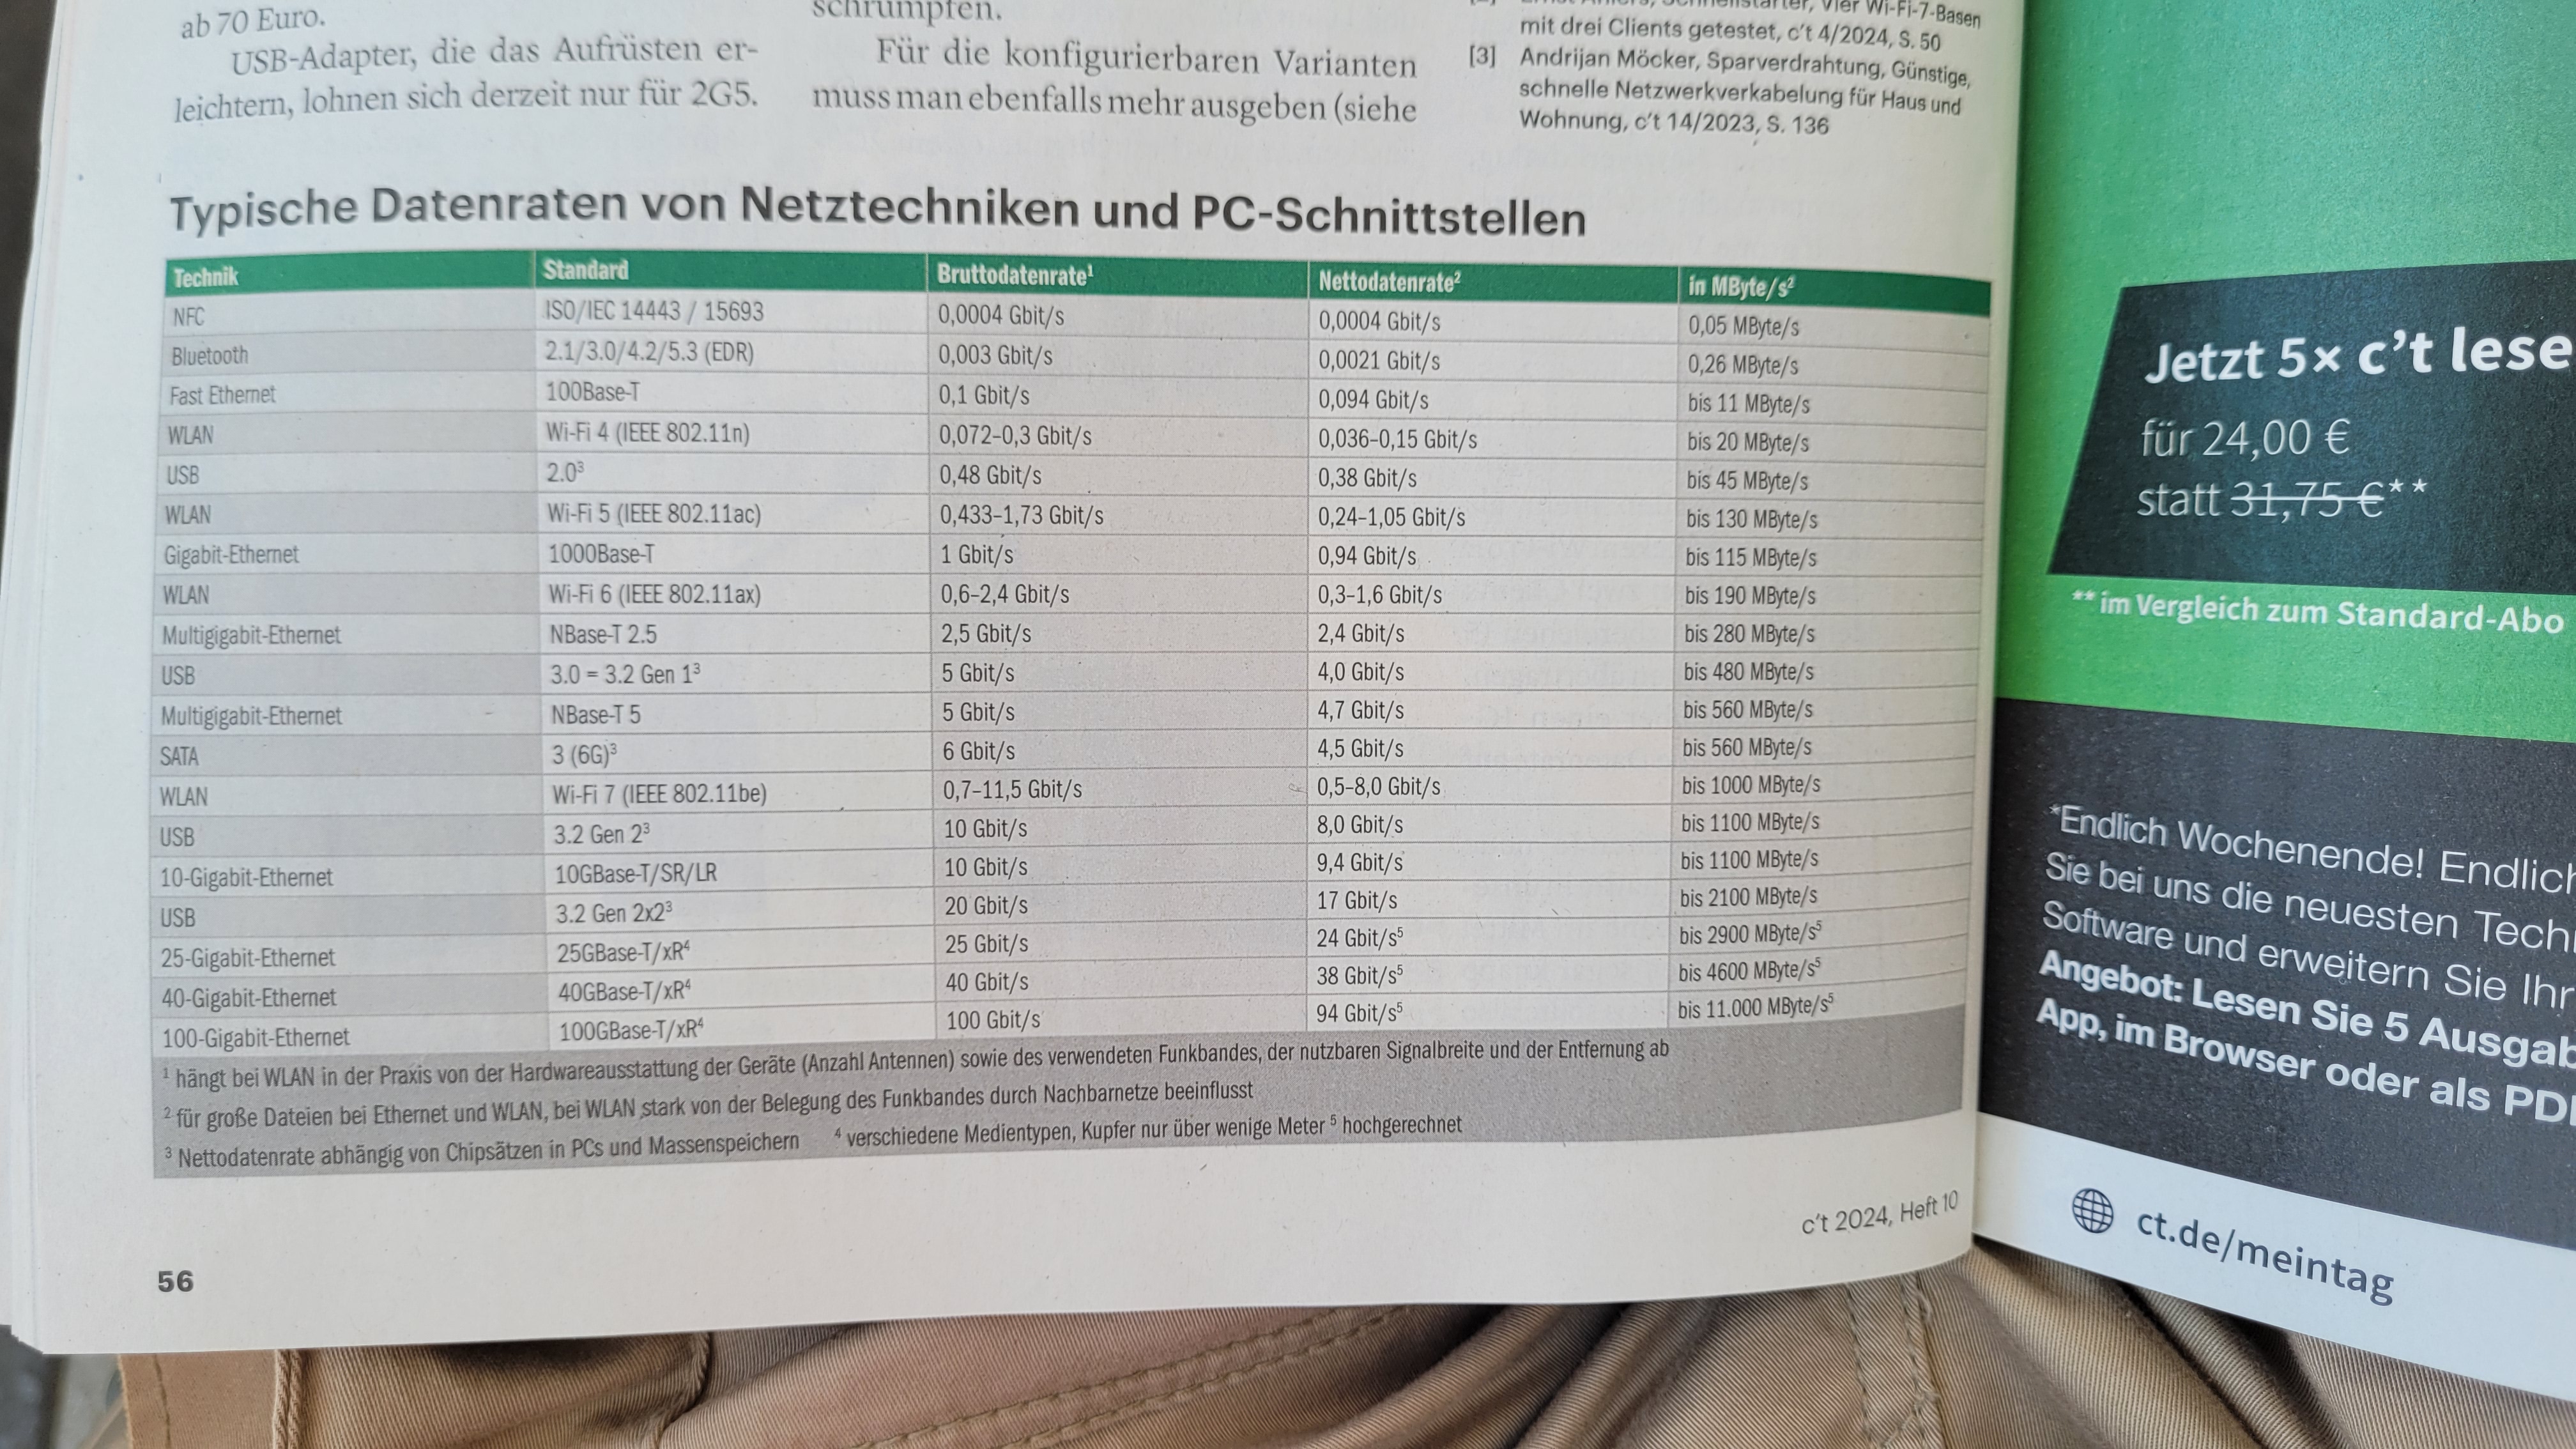 ab 70 Euro.
USB-Adapter, die das Aufrüsten er-
leichtern, lohnen sich derzeit nur für 2G5.
schrumpfen.
Für die konfigurierbaren Varianten
muss man ebenfalls mehr ausgeben (siehe
Vier Wi-Fi-7-Basen
mit drei Clients getestet, c't 4/2024, S. 50
[3] Andrijan Möcker, Sparverdrahtung, Günstige,
schnelle Netzwerkverkabelung für Haus und
Wohnung, c't 14/2023, S. 136
Typische Datenraten von Netztechniken und PC-Schnittstellen
Technik Standard Bruttodatenrate¹ Nettodatenrate² in MByte/s²
NFC ISO/IEC 14443 / 15693 0,0004 Gbit/s 0,0004 Gbit/s 0,05 MByte/s
Bluetooth 2.1/3.0/4.2/5.3 (EDR) 0,003 Gbit/s 0,0021 Gbit/s 0,26 MByte/s
Fast Ethernet 100Base-T 0,1 Gbit/s 0,094 Gbit/s bis 11 MByte/s
WLAN Wi-Fi 4 (IEEE 802.11n) 0,072–0,3 Gbit/s 0,036–0,15 Gbit/s bis 20 MByte/s
USB 2.0³ 0,48 Gbit/s 0,38 Gbit/s bis 45 MByte/s
WLAN Wi-Fi 5 (IEEE 802.11ac) 0,433–1,73 Gbit/s 0,24–1,05 Gbit/s bis 130 MByte/s
Gigabit-Ethernet 1000Base-T 1 Gbit/s 0,94 Gbit/s bis 115 MByte/s
WLAN Wi-Fi 6 (IEEE 802.11ax) 0,6–2,4 Gbit/s 0,3–1,6 Gbit/s bis 190 MByte/s
Multigigabit-Ethernet NBase-T 2.5 2,5 Gbit/s 2,4 Gbit/s bis 280 MByte/s
USB 3.0 = 3.2 Gen 1³ 5 Gbit/s 4,0 Gbit/s bis 480 MByte/s
Multigigabit-Ethernet NBase-T 5 5 Gbit/s 4,7 Gbit/s bis 560 MByte/s
SATA 3 (6G)³ 6 Gbit/s 4,5 Gbit/s bis 560 MByte/s
WLAN Wi-Fi 7 (IEEE 802.11be) 0,7–11,5 Gbit/s 0,5–8,0 Gbit/s bis 1000 MByte/s
USB 3.2 Gen 2³ 10 Gbit/s 8,0 Gbit/s bis 1100 MByte/s
10-Gigabit-Ethernet 10GBase-T/SR/LR 10 Gbit/s 9,4 Gbit/s bis 1100 MByte/s
USB 3.2 Gen 2x2³ 20 Gbit/s 17 Gbit/s bis 2100 MByte/s
25-Gigabit-Ethernet 25GBase-T/xR⁴ 25 Gbit/s 24 Gbit/s⁵ bis 2900 MByte/s⁵
40-Gigabit-Ethernet 40GBase-T/xR⁴ 40 Gbit/s 38 Gbit/s⁵ bis 4600 MByte/s⁵
100-Gigabit-Ethernet 100GBase-T/xR⁴ 100 Gbit/s 94 Gbit/s⁵ bis 11.000 MByte/s⁵
¹ hängt bei WLAN in der Praxis von der Hardwareausstattung der Geräte (Anzahl Antennen) sowie des verwendeten Funkbandes, der nutzbaren Signalbreite und der Entfernung ab
² für große Dateien bei Ethernet und WLAN, bei WLAN stark von der Belegung des Funkbandes durch Nachbarnetze beeinflusst
³ Nettodatenrate abhängig von Chipsätzen in PCs und Massenspeichern ⁴ verschiedene Medientypen, Kupfer nur über wenige Meter ⁵ hochgerechnet
c't 2024, Heft 10
56
Jetzt 5× c't lese
für 24,00 €
statt 31,75 €**
** im Vergleich zum Standard-Abo
*Endlich Wochenende! Endlich
Sie bei uns die neuesten Techn
Software und erweitern Sie Ihr
Angebot: Lesen Sie 5 Ausgab
App, im Browser oder als PD
ct.de/meintag